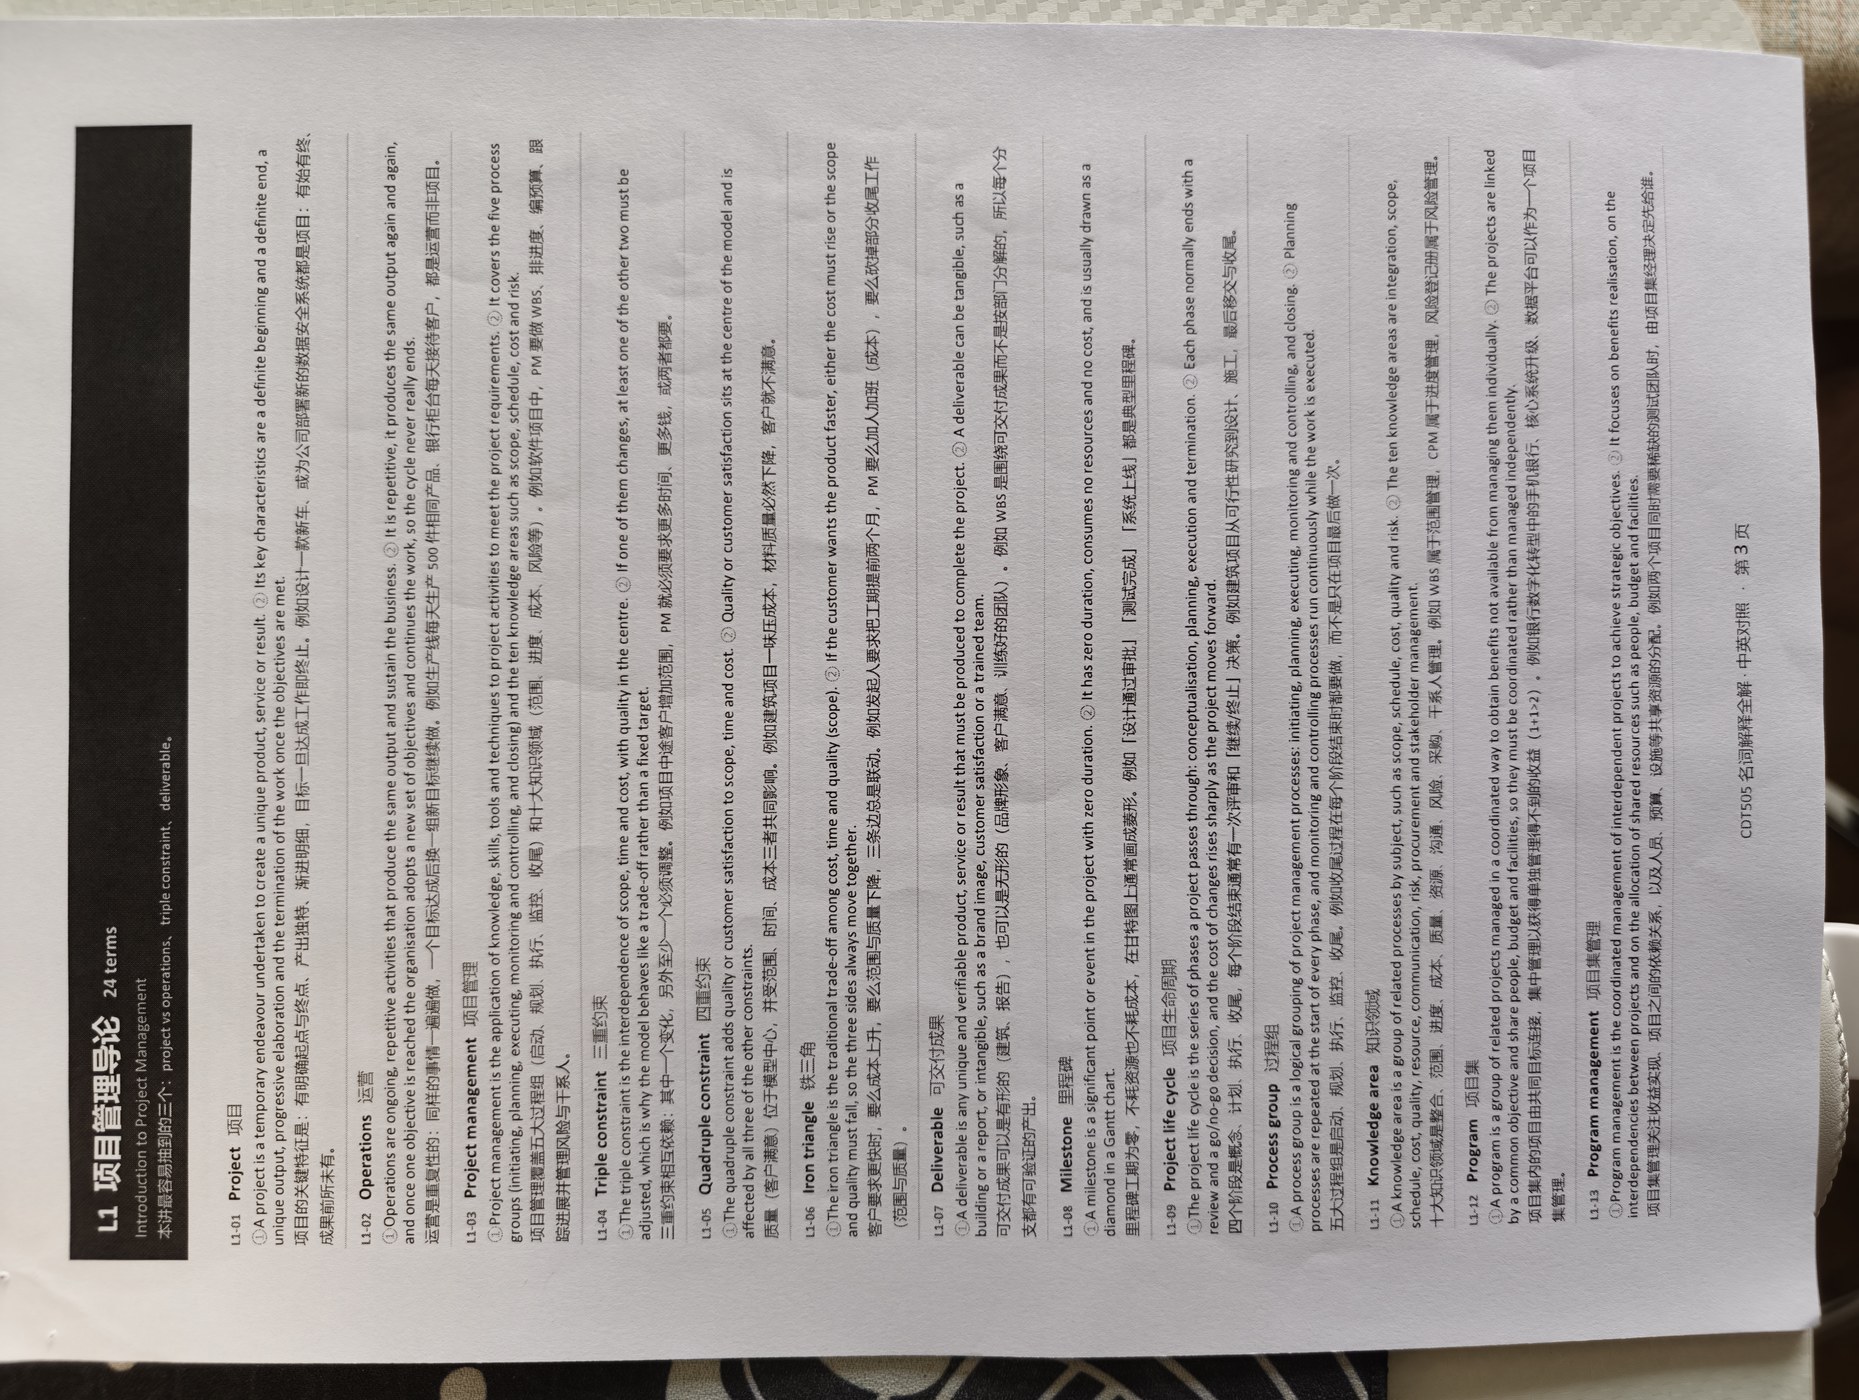 L1 项目管理导论 24 terms
Introduction to Project Management
本讲最容易抽到的三个：project vs operations、triple constraint、deliverable。
L1-01 Project 项目
①A project is a temporary endeavour undertaken to create a unique product, service or result. ② Its key characteristics are a definite beginning and a definite end, a
unique output, progressive elaboration and the termination of the work once the objectives are met.
项目的关键特征是：有明确起点与终点、产出独特、渐进明细，目标一旦达成工作即终止。例如设计一款新车、或为公司部署新的数据安全系统都是项目：有始有终、
成果前所未有。
L1-02 Operations 运营
①Operations are ongoing, repetitive activities that produce the same output and sustain the business. ② It is repetitive, it produces the same output again and again,
and once one objective is reached the organisation adopts a new set of objectives and continues the work, so the cycle never really ends.
运营是重复性的：同样的事情一遍遍做，一个目标达成后换一组新目标继续做。例如生产线每天生产 500 件相同产品、银行柜台每天接待客户，都是运营而非项目。
L1-03 Project management 项目管理
①Project management is the application of knowledge, skills, tools and techniques to project activities to meet the project requirements. ② It covers the five process
groups (initiating, planning, executing, monitoring and controlling, and closing) and the ten knowledge areas such as scope, schedule, cost and risk.
项目管理覆盖五大过程组（启动、规划、执行、监控、收尾）和十大知识领域（范围、进度、成本、风险等）。例如软件项目中，PM 要做 WBS、排进度、编预算、跟
踪进展并管理风险与干系人。
L1-04 Triple constraint 三重约束
①The triple constraint is the interdependence of scope, time and cost, with quality in the centre. ② If one of them changes, at least one of the other two must be
adjusted, which is why the model behaves like a trade-off rather than a fixed target.
三重约束相互依赖：其中一个变化，另外至少一个必须调整。例如项目中途客户增加范围，PM 就必须要求更多时间、更多钱，或两者都要。
L1-05 Quadruple constraint 四重约束
①The quadruple constraint adds quality or customer satisfaction to scope, time and cost. ② Quality or customer satisfaction sits at the centre of the model and is
affected by all three of the other constraints.
质量（客户满意）位于模型中心，并受范围、时间、成本三者共同影响。例如建筑项目一味压成本，材料质量必然下降，客户就不满意。
L1-06 Iron triangle 铁三角
①The iron triangle is the traditional trade-off among cost, time and quality (scope). ② If the customer wants the product faster, either the cost must rise or the scope
and quality must fall, so the three sides always move together.
客户要求更快时，要么成本上升，要么范围与质量下降，三条边总是联动。例如发起人要求把工期提前两个月，PM 要么加人加班（成本），要么砍掉部分收尾工作
（范围与质量）。
L1-07 Deliverable 可交付成果
①A deliverable is any unique and verifiable product, service or result that must be produced to complete the project. ② A deliverable can be tangible, such as a
building or a report, or intangible, such as a brand image, customer satisfaction or a trained team.
可交付成果可以是有形的（建筑、报告），也可以是无形的（品牌形象、客户满意、训练好的团队）。例如 WBS 是围绕可交付成果而不是按部门分解的，所以每个分
支都有可验证的产出。
L1-08 Milestone 里程碑
①A milestone is a significant point or event in the project with zero duration. ② It has zero duration, consumes no resources and no cost, and is usually drawn as a
diamond in a Gantt chart.
里程碑工期为零，不耗资源也不耗成本，在甘特图上通常画成菱形。例如「设计通过审批」「测试完成」「系统上线」都是典型里程碑。
L1-09 Project life cycle 项目生命周期
①The project life cycle is the series of phases a project passes through: conceptualisation, planning, execution and termination. ② Each phase normally ends with a
review and a go/no-go decision, and the cost of changes rises sharply as the project moves forward.
四个阶段是概念、计划、执行、收尾，每个阶段结束通常有一次评审和「继续/终止」决策。例如建筑项目从可行性研究到设计、施工，最后移交与收尾。
L1-10 Process group 过程组
①A process group is a logical grouping of project management processes: initiating, planning, executing, monitoring and controlling, and closing. ② Planning
processes are repeated at the start of every phase, and monitoring and controlling processes run continuously while the work is executed.
五大过程组是启动、规划、执行、监控、收尾。例如收尾过程在每个阶段结束时都要做，而不是只在项目最后做一次。
L1-11 Knowledge area 知识领域
①A knowledge area is a group of related processes by subject, such as scope, schedule, cost, quality and risk. ② The ten knowledge areas are integration, scope,
schedule, cost, quality, resource, communication, risk, procurement and stakeholder management.
十大知识领域是整合、范围、进度、成本、质量、资源、沟通、风险、采购、干系人管理。例如 WBS 属于范围管理，CPM 属于进度管理，风险登记册属于风险管理。
L1-12 Program 项目集
①A program is a group of related projects managed in a coordinated way to obtain benefits not available from managing them individually. ② The projects are linked
by a common objective and share people, budget and facilities, so they must be coordinated rather than managed independently.
项目集内的项目由共同目标连接，集中管理以获得单独管理得不到的收益（1+1>2）。例如银行数字化转型中的手机银行、核心系统升级、数据平台可以作为一个项目
集管理。
L1-13 Program management 项目集管理
①Program management is the coordinated management of interdependent projects to achieve strategic objectives. ② It focuses on benefits realisation, on the
interdependencies between projects and on the allocation of shared resources such as people, budget and facilities.
项目集管理关注收益实现、项目之间的依赖关系，以及人员、预算、设施等共享资源的分配。例如两个项目同时需要稀缺的测试团队时，由项目集经理决定先给谁。
CDT505 名词解释全解 · 中英对照 · 第 3 页